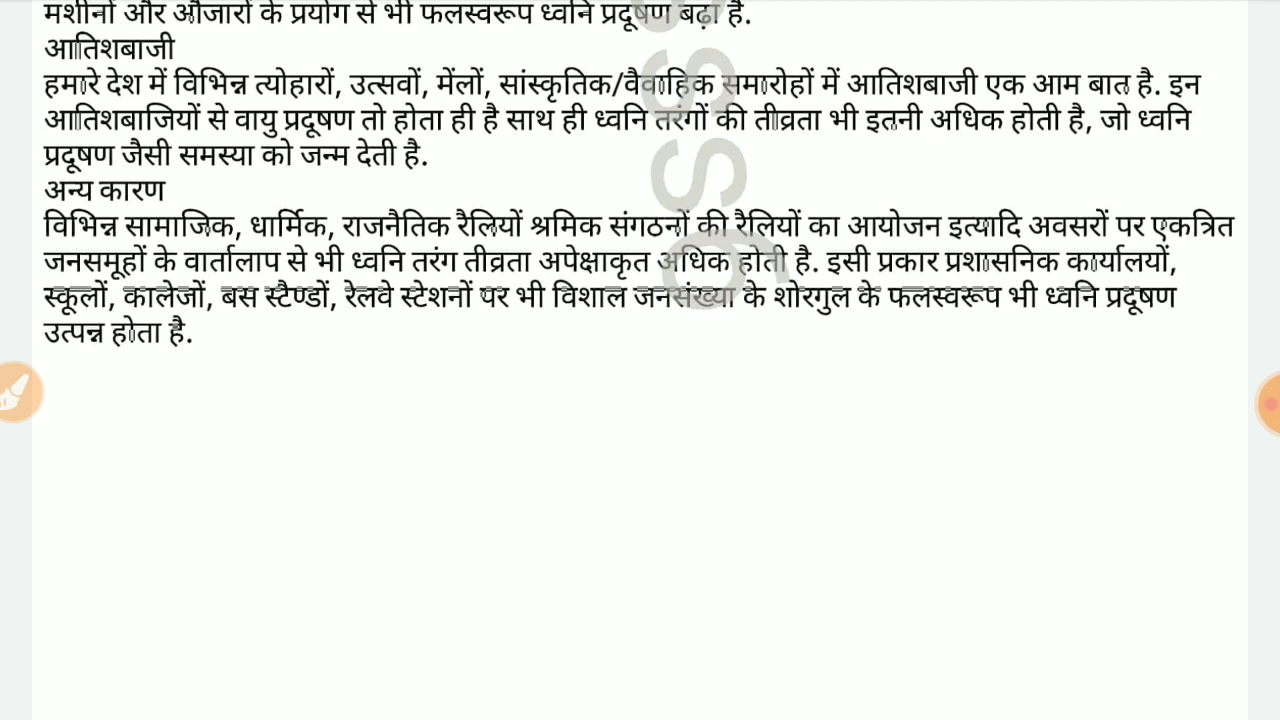 मशीनों और औजारों के प्रयोग से भी फलस्वरूप ध्वनि प्रदूषण बढ़ा है.
आतिशबाजी
हमारे देश में विभिन्न त्योहारों, उत्सवों, मेंलों, सांस्कृतिक/वैवाहिक समारोहों में आतिशबाजी एक आम बात है. इन
आतिशबाजियों से वायु प्रदूषण तो होता ही है साथ ही ध्वनि तरंगों की तीव्रता भी इतनी अधिक होती है, जो ध्वनि
प्रदूषण जैसी समस्या को जन्म देती है.
अन्य कारण
विभिन्न सामाजिक, धार्मिक, राजनैतिक रैलियों श्रमिक संगठनों की रैलियों का आयोजन इत्यादि अवसरों पर एकत्रित
जनसमूहों के वार्तालाप से भी ध्वनि तरंग तीव्रता अपेक्षाकृत अधिक होती है. इसी प्रकार प्रशासनिक कार्यालयों,
स्कूलों, कालेजों, बस स्टैण्डों, रेलवे स्टेशनों पर भी विशाल जनसंख्या के शोरगुल के फलस्वरूप भी ध्वनि प्रदूषण
उत्पन्न होता है.